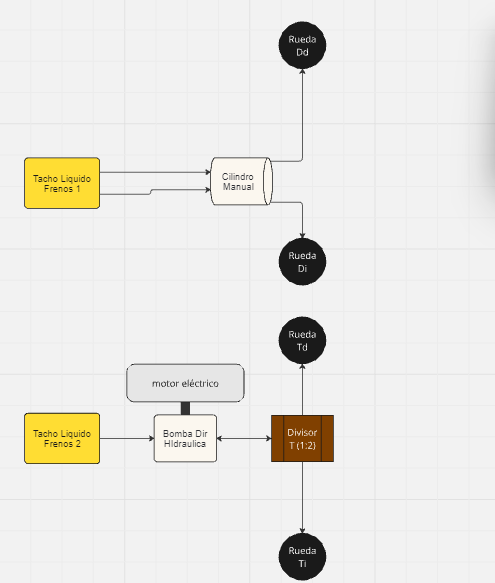 Rueda
Dd
Tacho Liquido
Frenos 1
Cilindro
Manual
Rueda
Di
Rueda
Td
motor eléctrico
Tacho Liquido
Frenos 2
Bomba Dir
HIdraulica
Divisor
T (1:2)
Rueda
Ti